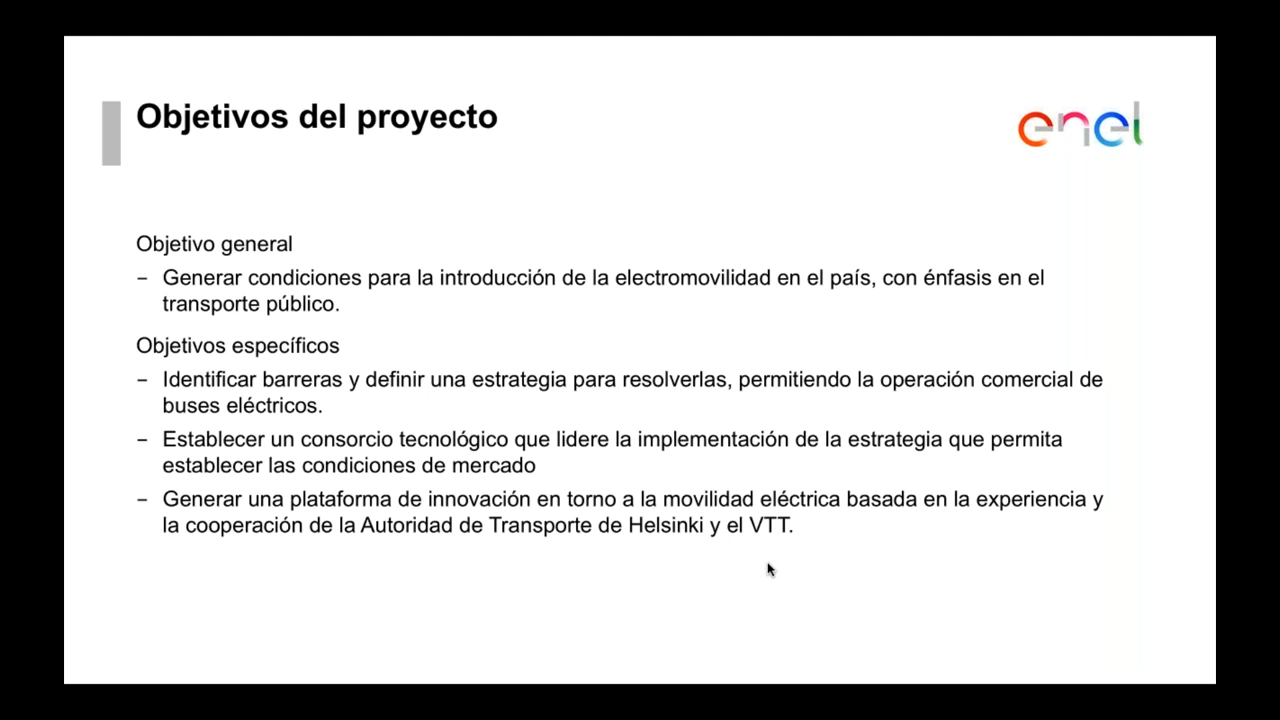 Objetivos del proyecto
enel
Objetivo general
– Generar condiciones para la introducción de la electromovilidad en el país, con énfasis en el
transporte público.
Objetivos específicos
– Identificar barreras y definir una estrategia para resolverlas, permitiendo la operación comercial de
buses eléctricos.
– Establecer un consorcio tecnológico que lidere la implementación de la estrategia que permita
establecer las condiciones de mercado
– Generar una plataforma de innovación en torno a la movilidad eléctrica basada en la experiencia y
la cooperación de la Autoridad de Transporte de Helsinki y el VTT.